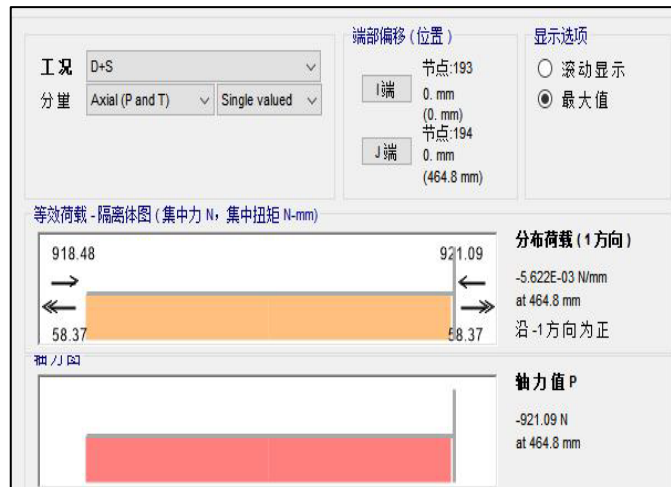 端部偏移 (位置)
显示选项
工况 D+S
节点:193
滚动显示
I端
0. mm
分量 Axial (P and T) Single valued
(0. mm)
最大值
节点:194
J端
0. mm
(464.8 mm)
等效荷载 - 隔离体图 (集中力 N，集中扭矩 N-mm)
918.48 921.09
分布荷载 (1方向)
-5.622E-03 N/mm
at 464.8 mm
58.37 58.37
沿 -1方向为正
轴力图
轴力值 P
-921.09 N
at 464.8 mm